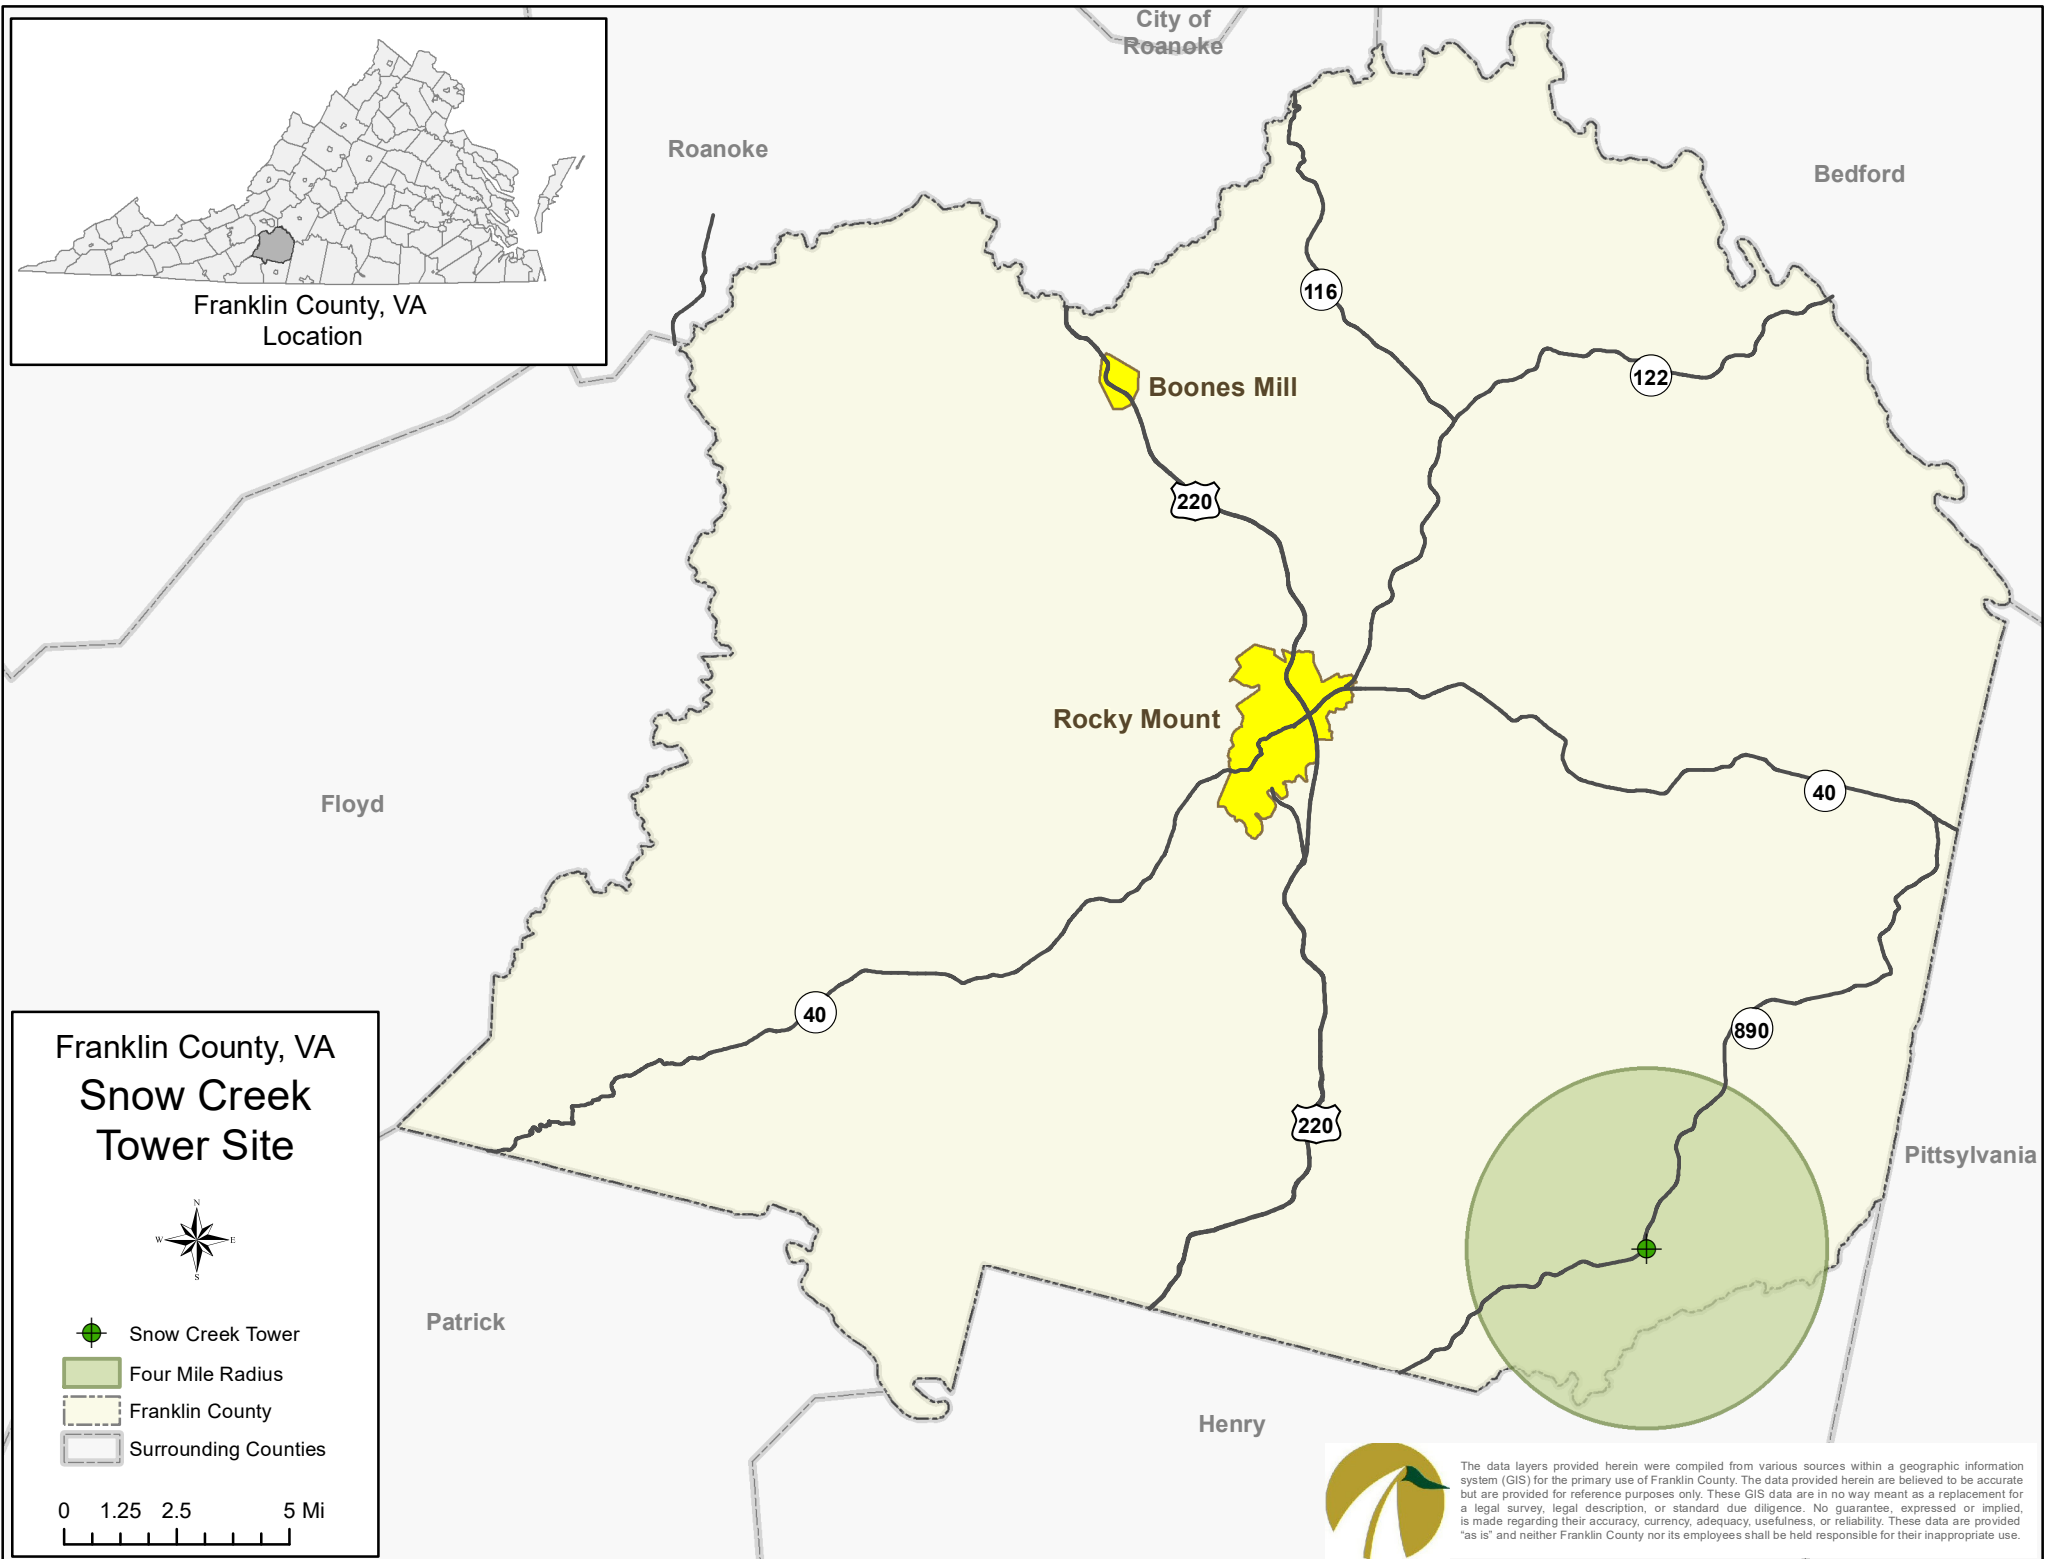 City of
Roanoke
Roanoke
Bedford
Franklin County, VA
Location
116
122
Boones Mill
220
Rocky Mount
40
Floyd
40
890
220
Pittsylvania
Patrick
Henry
Franklin County, VA
Snow Creek
Tower Site
N
W E
S
Snow Creek Tower
Four Mile Radius
Franklin County
Surrounding Counties
0 1.25 2.5 5 Mi
The data layers provided herein were compiled from various sources within a geographic information
system (GIS) for the primary use of Franklin County. The data provided herein are believed to be accurate
but are provided for reference purposes only. These GIS data are in no way meant as a replacement for
a legal survey, legal description, or standard due diligence. No guarantee, expressed or implied,
is made regarding their accuracy, currency, adequacy, usefulness, or reliability. These data are provided
“as is” and neither Franklin County nor its employees shall be held responsible for their inappropriate use.